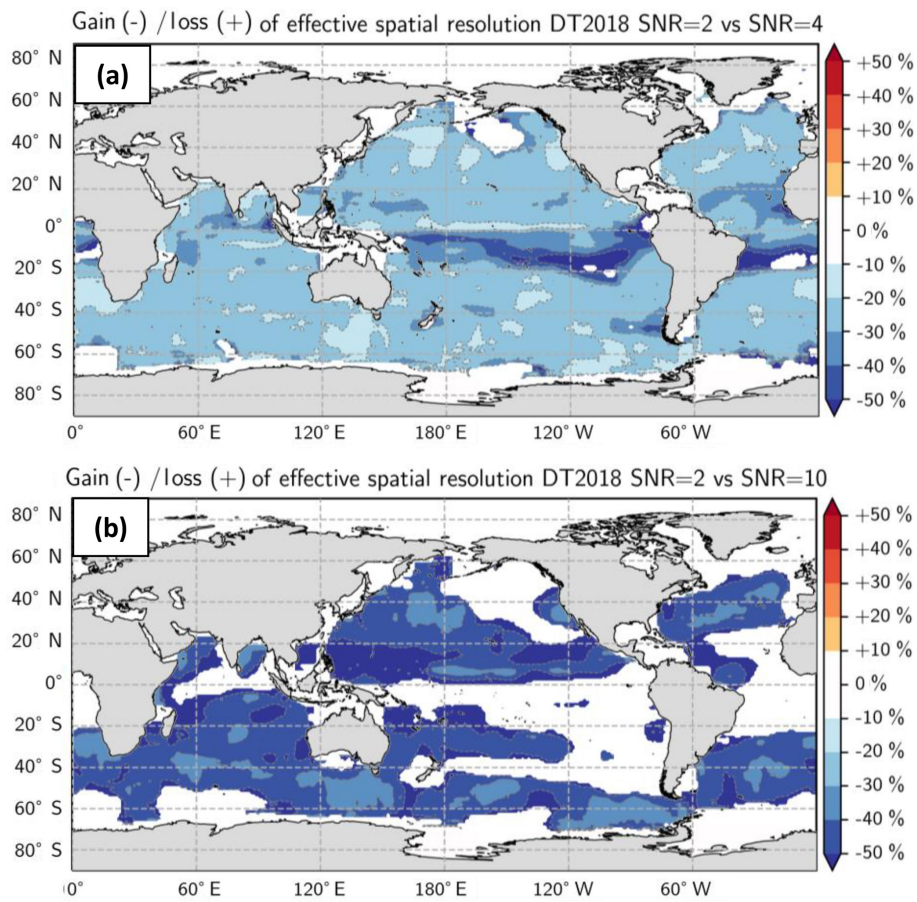 Gain (-) /loss (+) of effective spatial resolution DT2018 SNR=2 vs SNR=4
(a)
80° N
60° N
40° N
20° N
0°
20° S
40° S
60° S
80° S
0°
60° E
120° E
180° E
120° W
60° W
+50 %
+40 %
+30 %
+20 %
+10 %
0 %
-10 %
-20 %
-30 %
-40 %
-50 %
Gain (-) /loss (+) of effective spatial resolution DT2018 SNR=2 vs SNR=10
(b)
80° N
60° N
40° N
20° N
0°
20° S
40° S
60° S
80° S
0°
60° E
120° E
180° E
120° W
60° W
+50 %
+40 %
+30 %
+20 %
+10 %
0 %
-10 %
-20 %
-30 %
-40 %
-50 %